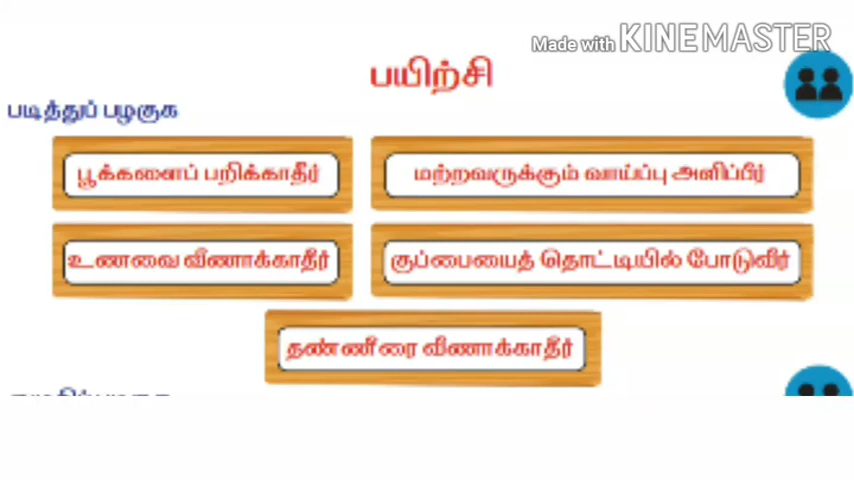 Made with KINEMASTER
பயிற்சி
படித்துப் பழகுக
பூக்களைப் பறிக்காதீர்
மற்றவருக்கும் வாய்ப்பு அளிப்பீர்
உணவை வீணாக்காதீர்
குப்பையைத் தொட்டியில் போடுவீர்
தண்ணீரை வீணாக்காதீர்